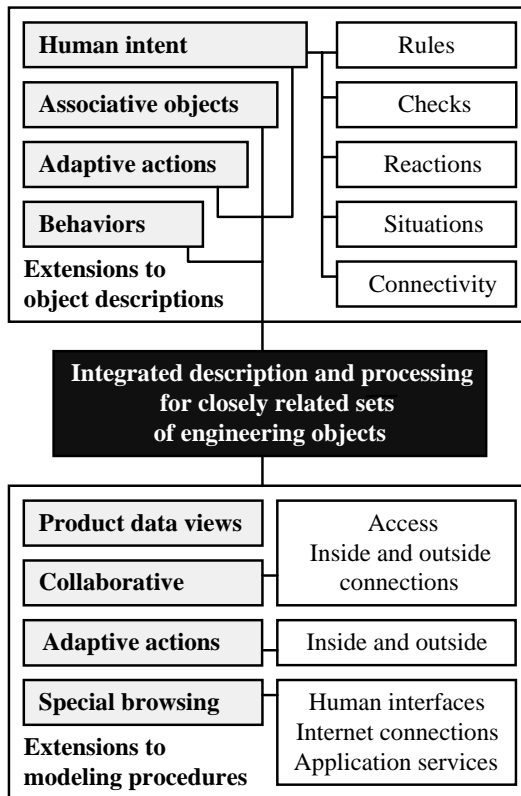 Human intent
Rules
Associative objects
Checks
Adaptive actions
Reactions
Behaviors
Situations
Extensions to
object descriptions
Connectivity
Integrated description and processing
for closely related sets
of engineering objects
Product data views
Collaborative
Access
Inside and outside
connections
Adaptive actions
Inside and outside
Special browsing
Human interfaces
Internet connections
Application services
Extensions to
modeling procedures